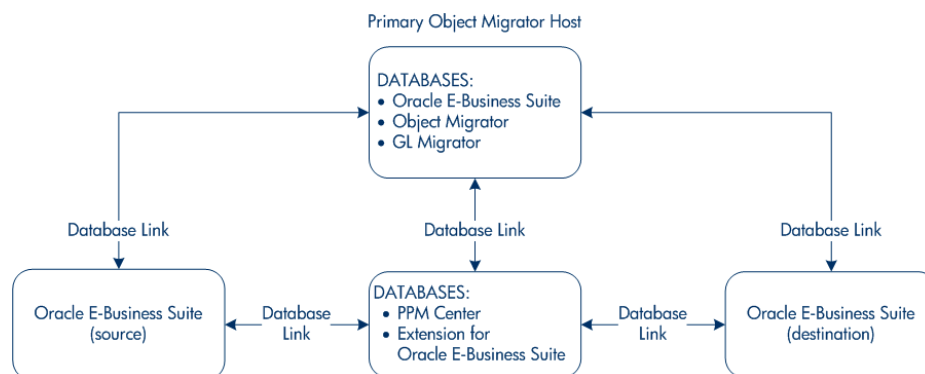 Primary Object Migrator Host
DATABASES:
• Oracle E-Business Suite
• Object Migrator
• GL Migrator
Database Link
Database Link
Database Link
Oracle E-Business Suite
(source)
Database
Link
DATABASES:
• PPM Center
• Extension for
Oracle E-Business Suite
Database
Link
Oracle E-Business Suite
(destination)